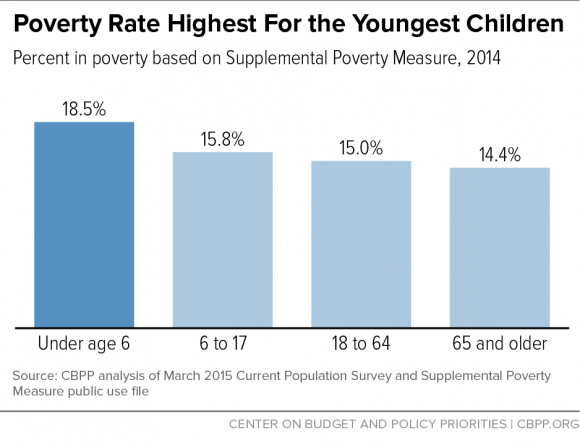 Poverty Rate Highest For the Youngest Children
Percent in poverty based on Supplemental Poverty Measure, 2014
18.5%
15.8%
15.0%
14.4%
Under age 6
6 to 17
18 to 64
65 and older
Source: CBPP analysis of March 2015 Current Population Survey and Supplemental Poverty
Measure public use file
CENTER ON BUDGET AND POLICY PRIORITIES | CBPP.ORG